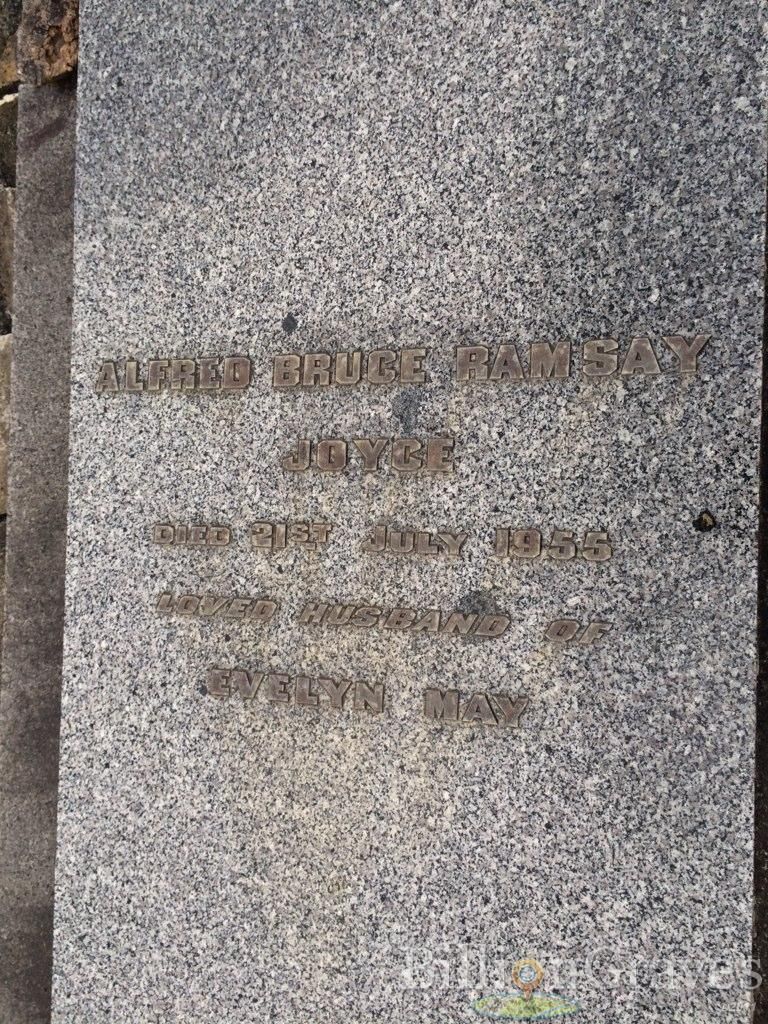 ALFRED BRUCE RAMSAY
JOYCE
DIED 21ST JULY 1955
LOVED HUSBAND OF
EVELYN MAY
BillionGraves